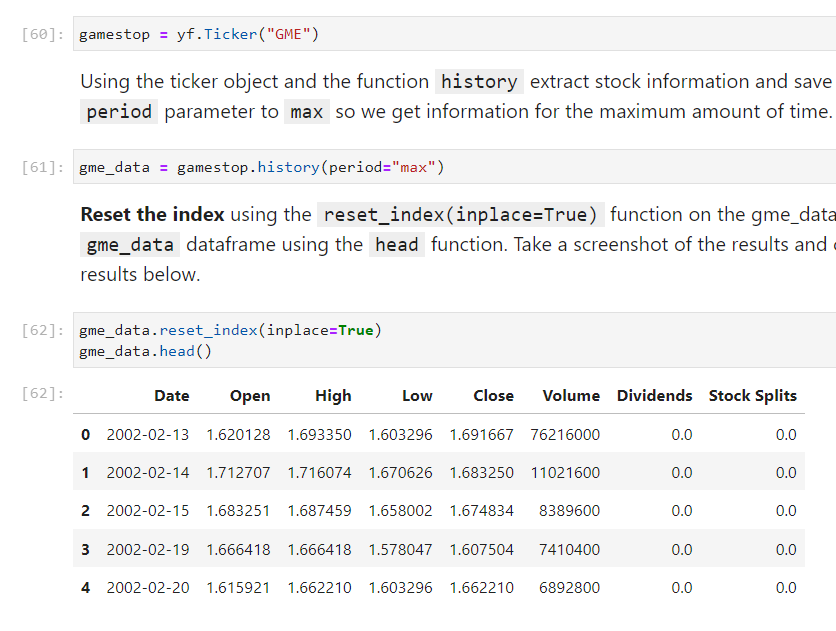 [60]: gamestop = yf.Ticker("GME")
Using the ticker object and the function history extract stock information and save
period parameter to max so we get information for the maximum amount of time.
[61]: gme_data = gamestop.history(period="max")
Reset the index using the reset_index(inplace=True) function on the gme_data
gme_data dataframe using the head function. Take a screenshot of the results and
results below.
[62]: gme_data.reset_index(inplace=True)
gme_data.head()
[62]: Date Open High Low Close Volume Dividends Stock Splits
0 2002-02-13 1.620128 1.693350 1.603296 1.691667 76216000 0.0 0.0
1 2002-02-14 1.712707 1.716074 1.670626 1.683250 11021600 0.0 0.0
2 2002-02-15 1.683251 1.687459 1.658002 1.674834 8389600 0.0 0.0
3 2002-02-19 1.666418 1.666418 1.578047 1.607504 7410400 0.0 0.0
4 2002-02-20 1.615921 1.662210 1.603296 1.662210 6892800 0.0 0.0